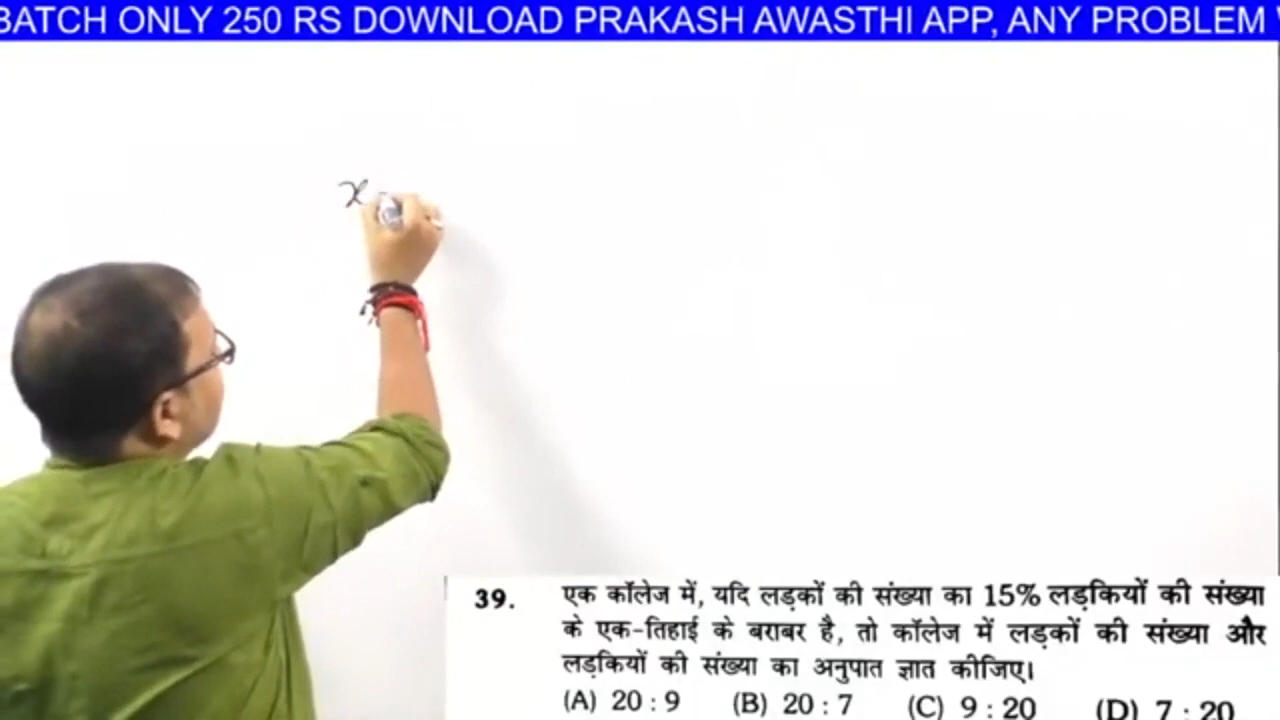 BATCH ONLY 250 RS DOWNLOAD PRAKASH AWASTHI APP, ANY PROBLEM
x
39. एक कॉलेज में, यदि लड़कों की संख्या का 15% लड़कियों की संख्या
के एक-तिहाई के बराबर है, तो कॉलेज में लड़कों की संख्या और
लड़कियों की संख्या का अनुपात ज्ञात कीजिए।
(A) 20 : 9 (B) 20 : 7 (C) 9 : 20 (D) 7 : 20